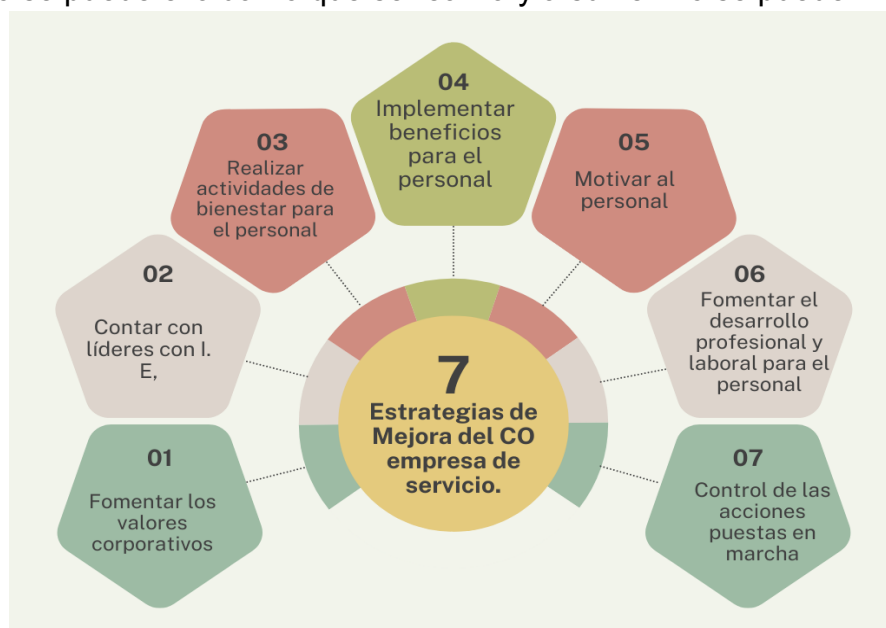 01
Fomentar los
valores
corporativos
02
Contar con
líderes con I.
E,
03
Realizar
actividades de
bienestar para
el personal
04
Implementar
beneficios
para el
personal
05
Motivar al
personal
06
Fomentar el
desarrollo
profesional y
laboral para el
personal
07
Control de las
acciones
puestas en
marcha
7
Estrategias de
Mejora del CO
empresa de
servicio.